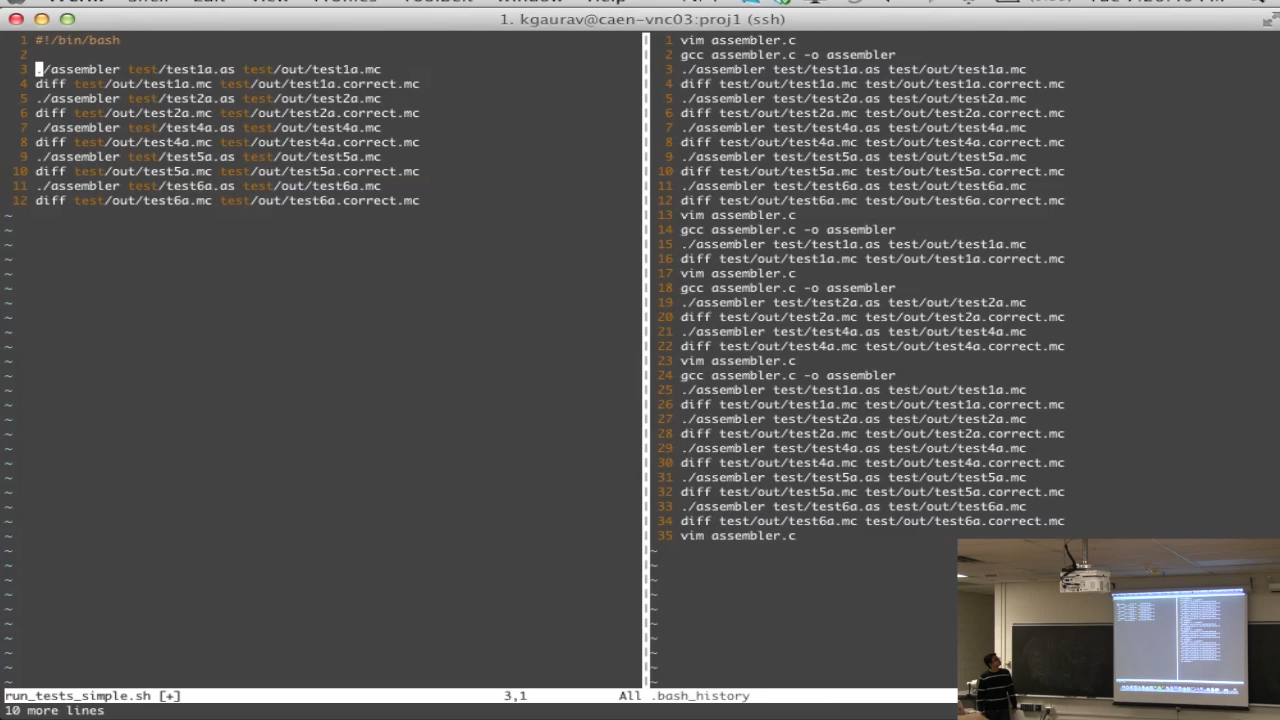 1. kgaurav@caen-vnc03:proj1 (ssh)
1 #!/bin/bash
2
3 ./assembler test/test1a.as test/out/test1a.mc
4 diff test/out/test1a.mc test/out/test1a.correct.mc
5 ./assembler test/test2a.as test/out/test2a.mc
6 diff test/out/test2a.mc test/out/test2a.correct.mc
7 ./assembler test/test4a.as test/out/test4a.mc
8 diff test/out/test4a.mc test/out/test4a.correct.mc
9 ./assembler test/test5a.as test/out/test5a.mc
10 diff test/out/test5a.mc test/out/test5a.correct.mc
11 ./assembler test/test6a.as test/out/test6a.mc
12 diff test/out/test6a.mc test/out/test6a.correct.mc
run_tests_simple.sh [+] 3,1 All
10 more lines
1 vim assembler.c
2 gcc assembler.c -o assembler
3 ./assembler test/test1a.as test/out/test1a.mc
4 diff test/out/test1a.mc test/out/test1a.correct.mc
5 ./assembler test/test2a.as test/out/test2a.mc
6 diff test/out/test2a.mc test/out/test2a.correct.mc
7 ./assembler test/test4a.as test/out/test4a.mc
8 diff test/out/test4a.mc test/out/test4a.correct.mc
9 ./assembler test/test5a.as test/out/test5a.mc
10 diff test/out/test5a.mc test/out/test5a.correct.mc
11 ./assembler test/test6a.as test/out/test6a.mc
12 diff test/out/test6a.mc test/out/test6a.correct.mc
13 vim assembler.c
14 gcc assembler.c -o assembler
15 ./assembler test/test1a.as test/out/test1a.mc
16 diff test/out/test1a.mc test/out/test1a.correct.mc
17 vim assembler.c
18 gcc assembler.c -o assembler
19 ./assembler test/test2a.as test/out/test2a.mc
20 diff test/out/test2a.mc test/out/test2a.correct.mc
21 ./assembler test/test4a.as test/out/test4a.mc
22 diff test/out/test4a.mc test/out/test4a.correct.mc
23 vim assembler.c
24 gcc assembler.c -o assembler
25 ./assembler test/test1a.as test/out/test1a.mc
26 diff test/out/test1a.mc test/out/test1a.correct.mc
27 ./assembler test/test2a.as test/out/test2a.mc
28 diff test/out/test2a.mc test/out/test2a.correct.mc
29 ./assembler test/test4a.as test/out/test4a.mc
30 diff test/out/test4a.mc test/out/test4a.correct.mc
31 ./assembler test/test5a.as test/out/test5a.mc
32 diff test/out/test5a.mc test/out/test5a.correct.mc
33 ./assembler test/test6a.as test/out/test6a.mc
34 diff test/out/test6a.mc test/out/test6a.correct.mc
35 vim assembler.c
.bash_history